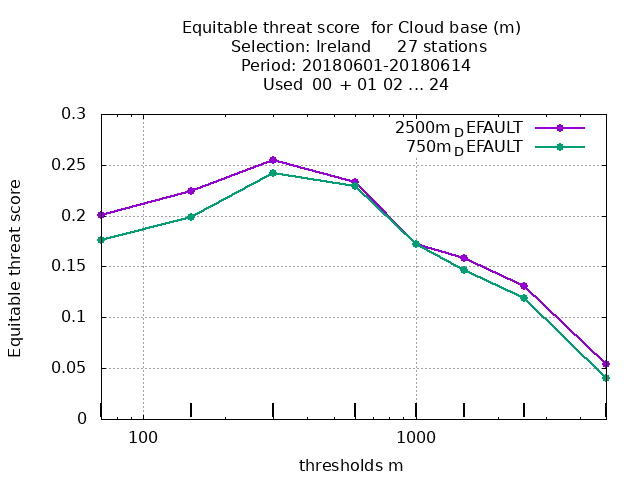 Equitable threat score  for Cloud base (m)
Selection: Ireland     27 stations
Period: 20180601-20180614
Used  00 + 01 02 ... 24
0.3
0.25
0.2
0.15
0.1
0.05
0
Equitable threat score
2500m_DEFAULT
750m_DEFAULT
100
1000
thresholds m